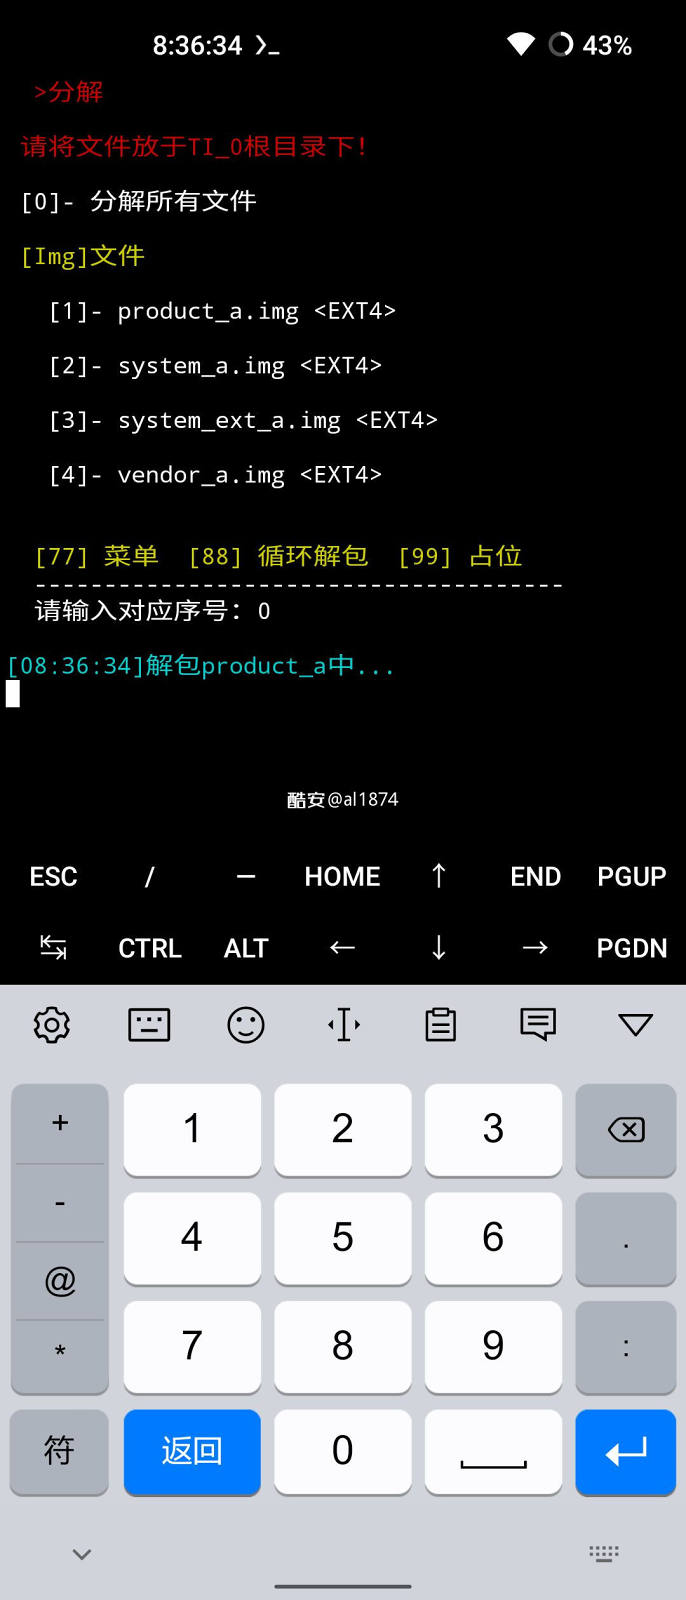 8:36:34 43%
>分解
请将文件放于TI_0根目录下!
[0]- 分解所有文件
[Img]文件
[1]- product_a.img <EXT4>
[2]- system_a.img <EXT4>
[3]- system_ext_a.img <EXT4>
[4]- vendor_a.img <EXT4>
[77] 菜单 [88] 循环解包 [99] 占位
--------------------------------------
请输入对应序号: 0
[08:36:34]解包product_a中...
酷安@al1874
ESC / — HOME ↑ END PGUP
↹ CTRL ALT ← ↓ → PGDN
+ 1 2 3
- 4 5 6 .
@
* 7 8 9 :
符 返回 0